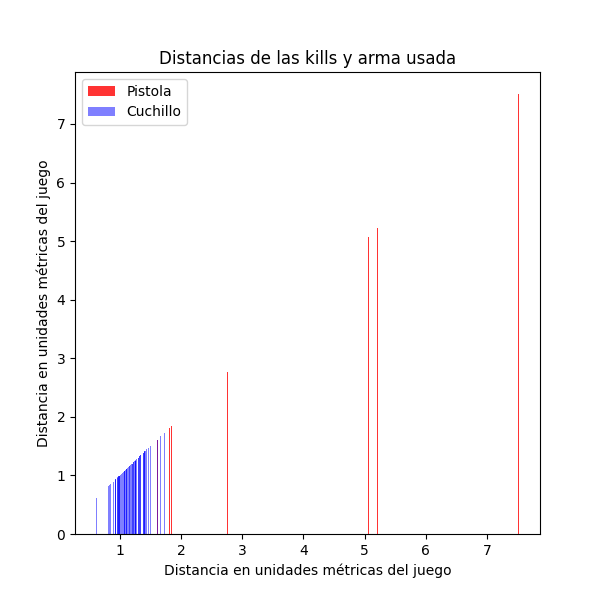 Distancias de las kills y arma usada
Pistola
Cuchillo
Distancia en unidades métricas del juego
7
6
5
4
3
2
1
0
1 2 3 4 5 6 7
Distancia en unidades métricas del juego